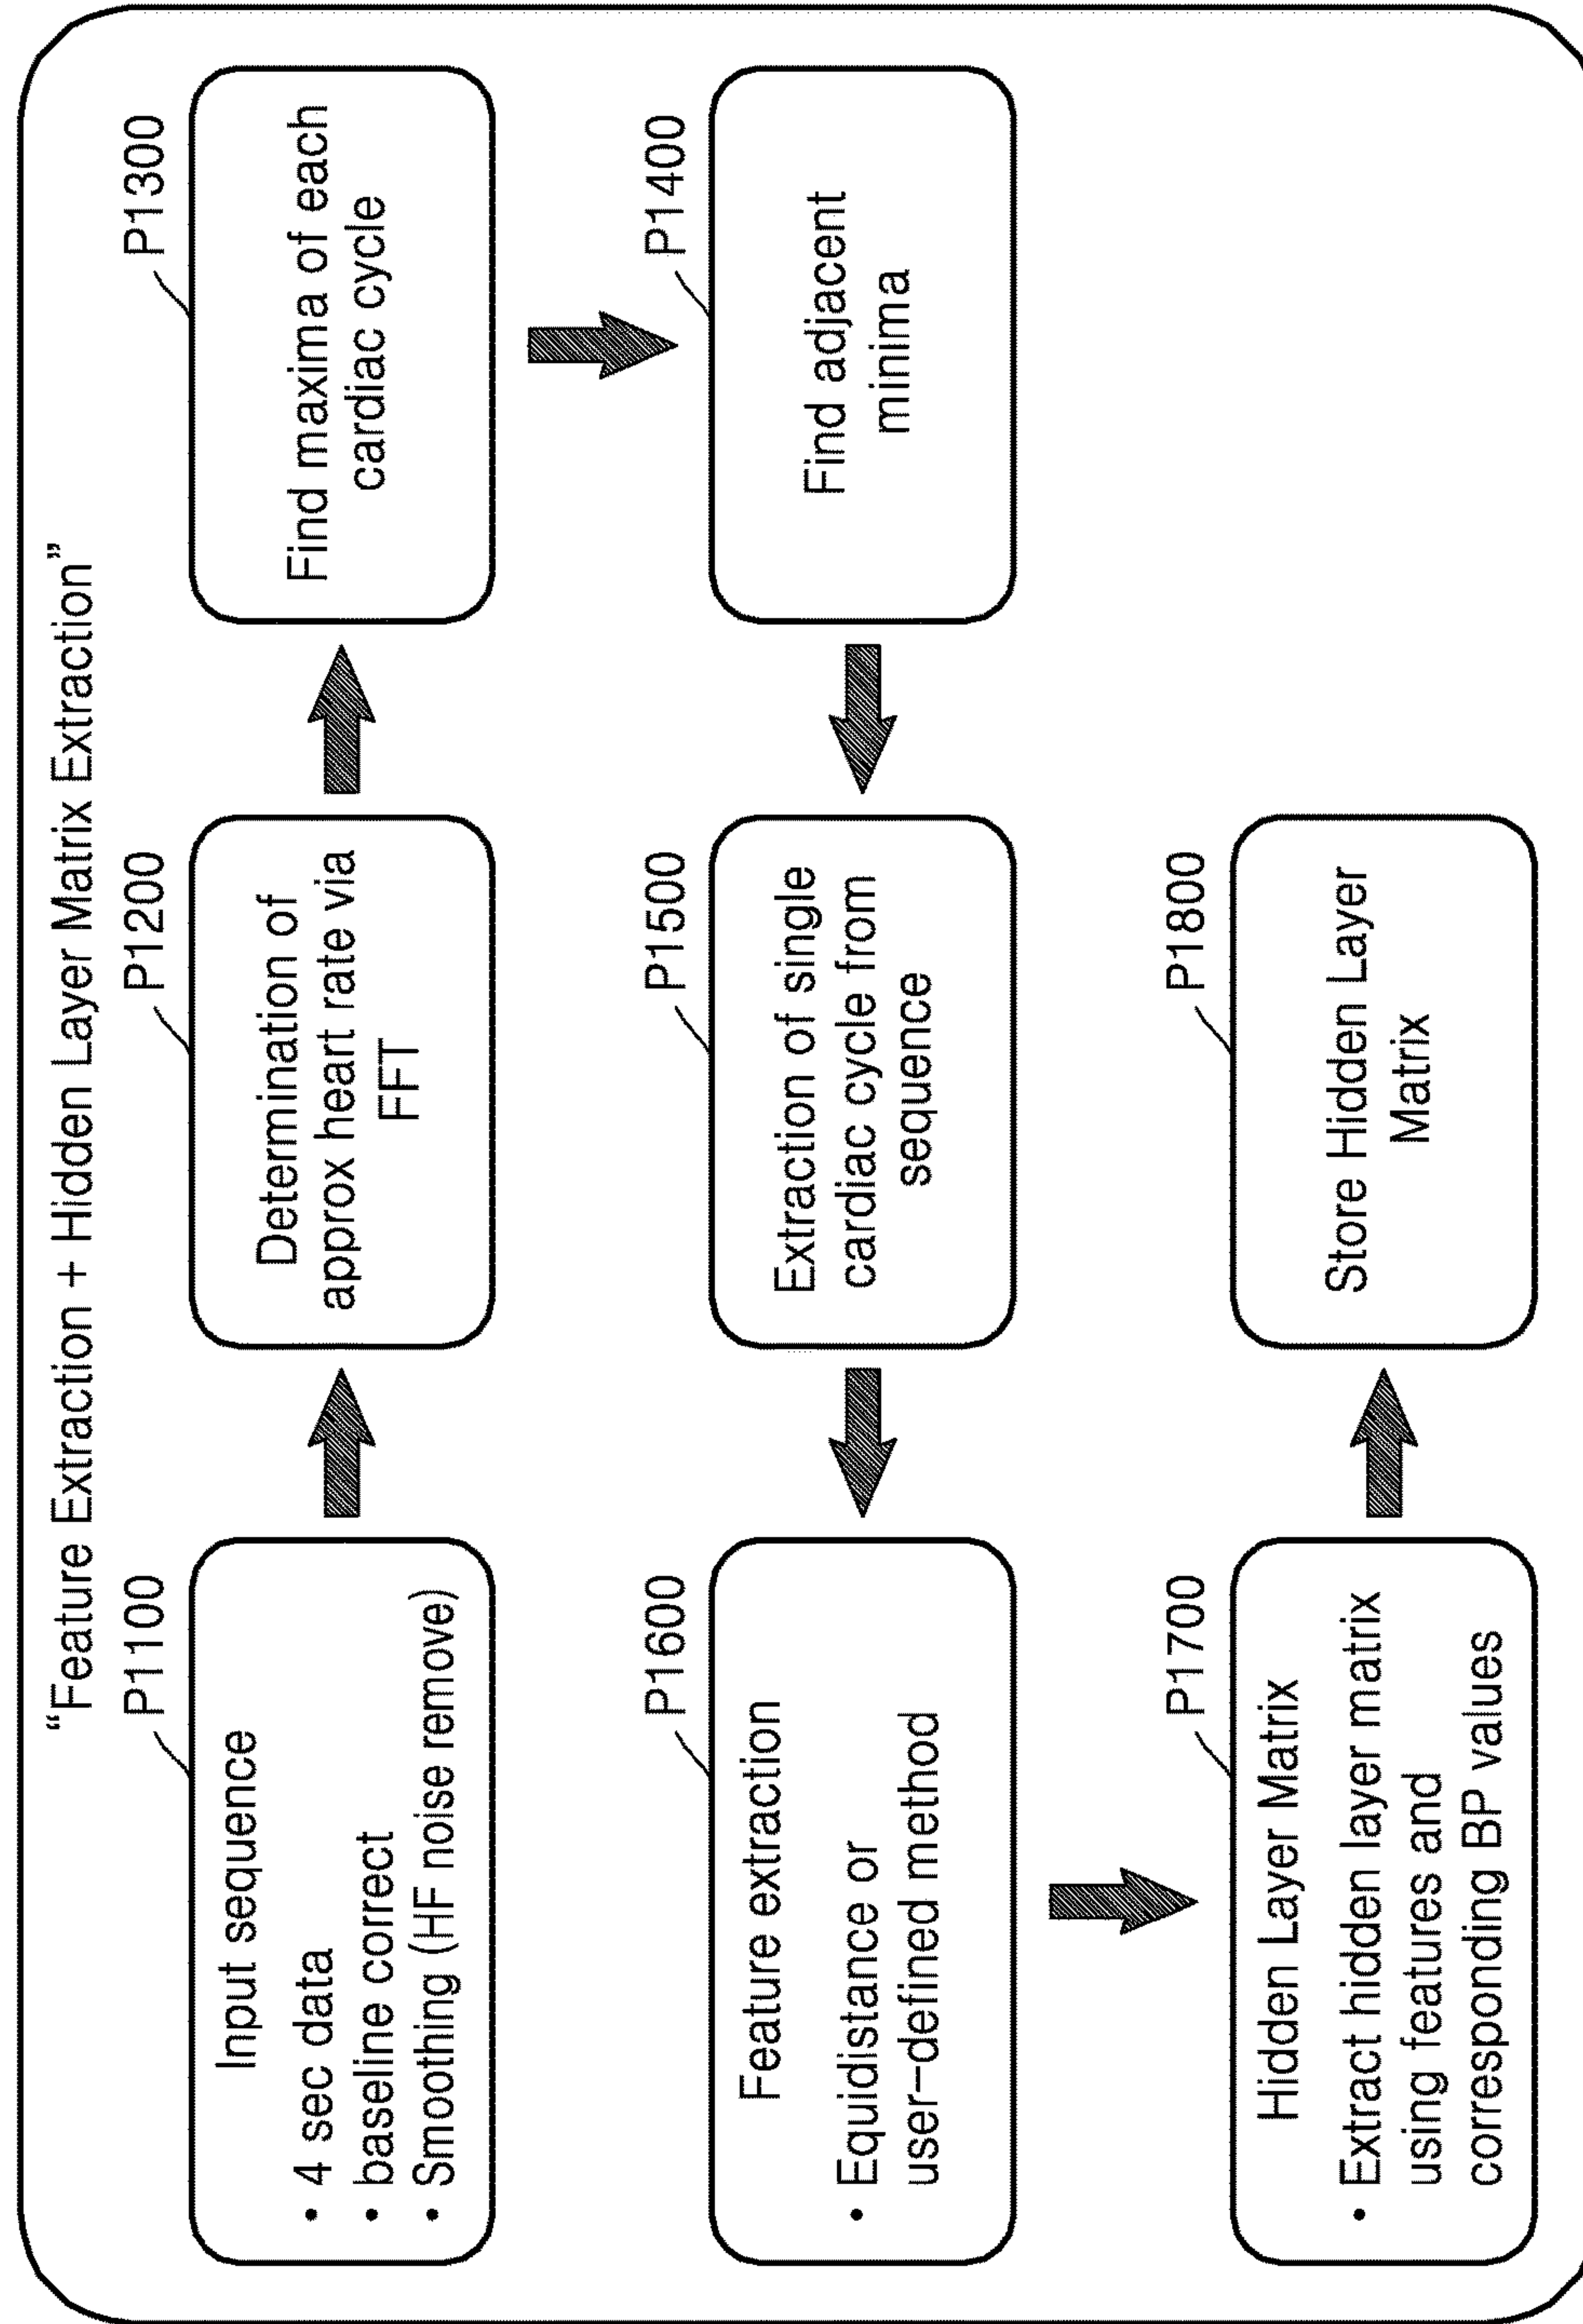 “Feature Extraction + Hidden Layer Matrix Extraction”
P1100
Input sequence
• 4 sec data
• baseline correct
• Smoothing (HF noise remove)
P1200
Determination of
approx heart rate via
FFT
P1300
Find maxima of each
cardiac cycle
P1400
Find adjacent
minima
P1500
Extraction of single
cardiac cycle from
sequence
P1600
Feature extraction
• Equidistance or
user-defined method
P1700
Hidden Layer Matrix
• Extract hidden layer matrix
using features and
corresponding BP values
P1800
Store Hidden Layer
Matrix